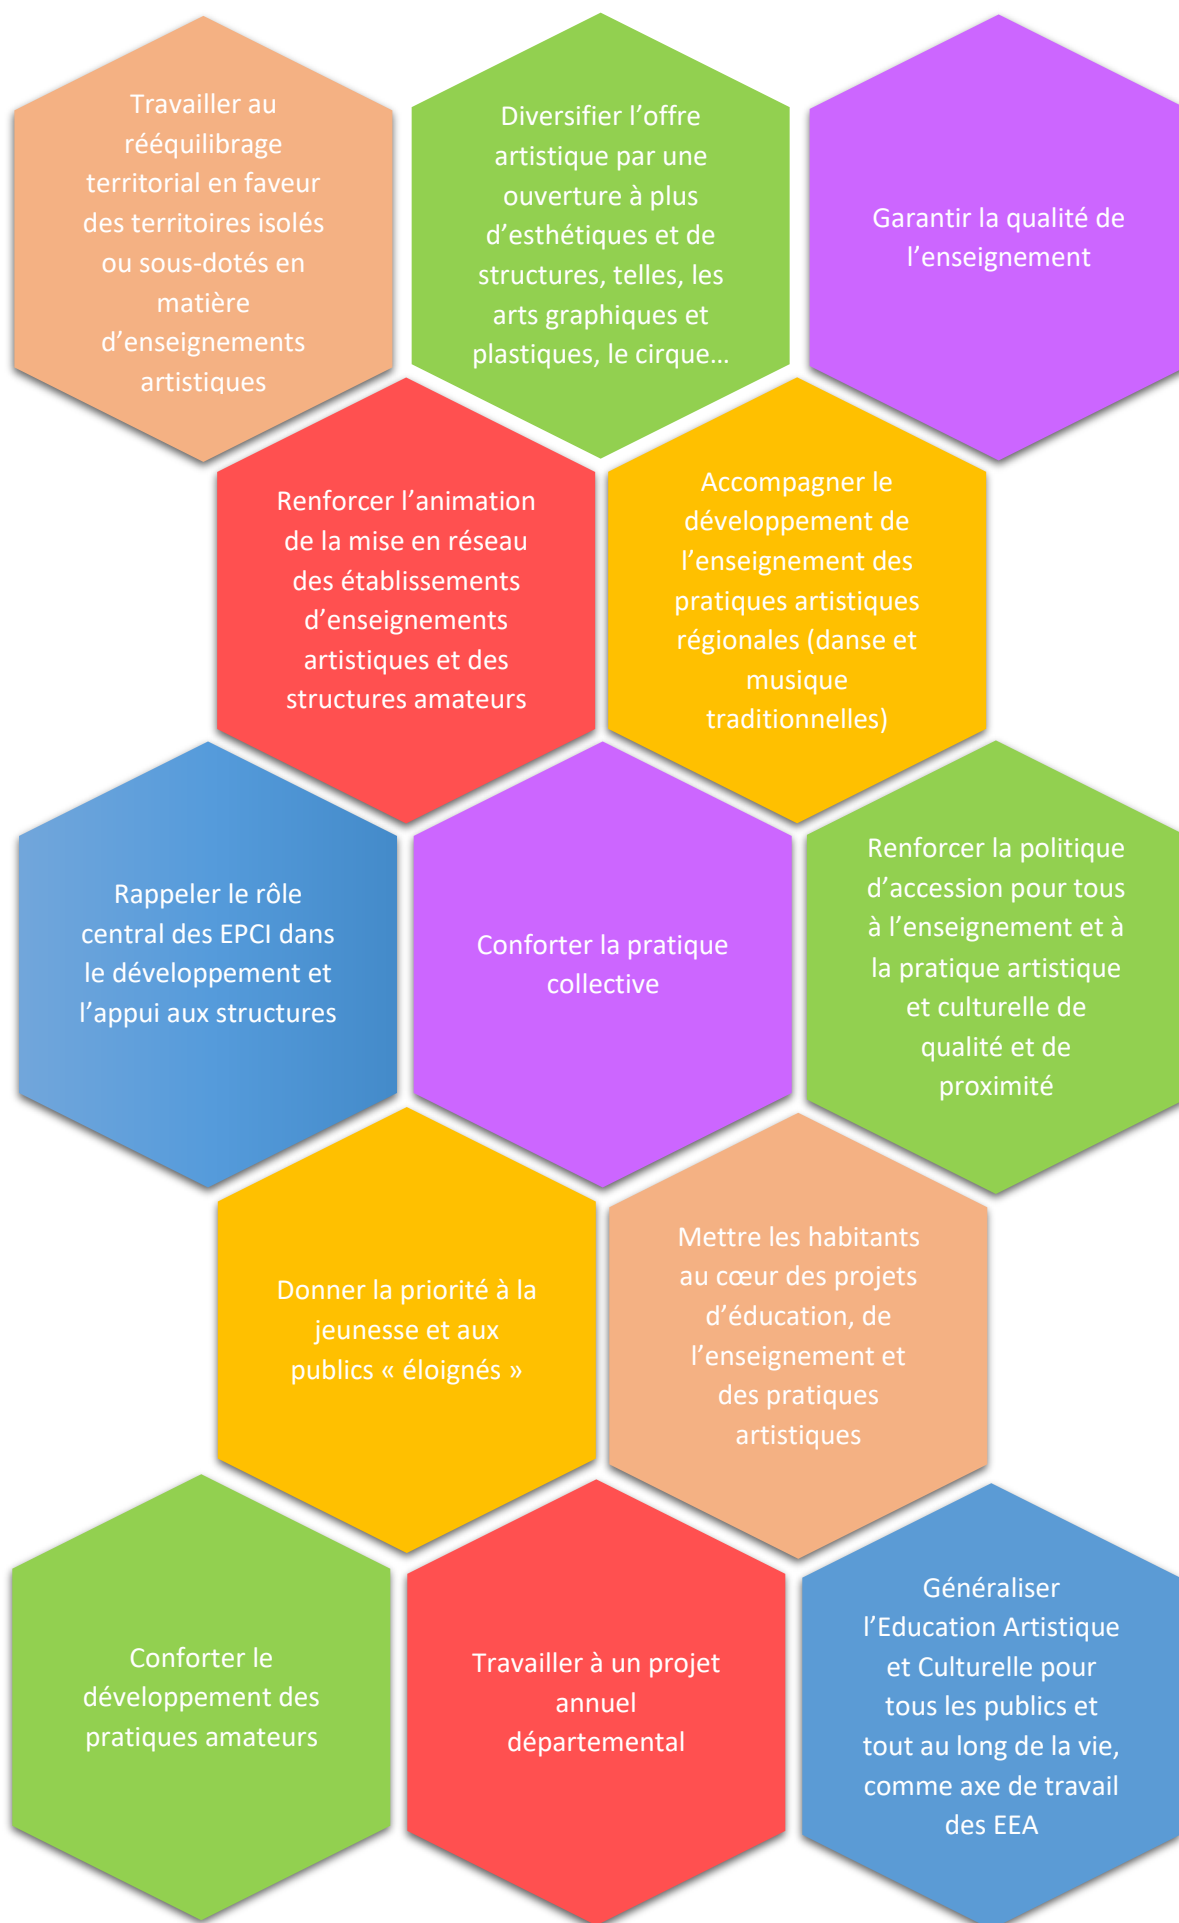 Travailler au
rééquilibrage
territorial en faveur
des territoires isolés
ou sous-dotés en
matière
d’enseignements
artistiques
Diversifier l’offre
artistique par une
ouverture à plus
d’esthétiques et de
structures, telles, les
arts graphiques et
plastiques, le cirque…
Garantir la qualité de
l’enseignement
Renforcer l’animation
de la mise en réseau
des établissements
d’enseignements
artistiques et des
structures amateurs
Accompagner le
développement de
l’enseignement des
pratiques artistiques
régionales (danse et
musique
traditionnelles)
Rappeler le rôle
central des EPCI dans
le développement et
l’appui aux structures
Conforter la pratique
collective
Renforcer la politique
d’accession pour tous
à l’enseignement et à
la pratique artistique
et culturelle de
qualité et de
proximité
Donner la priorité à la
jeunesse et aux
publics « éloignés »
Mettre les habitants
au cœur des projets
d’éducation, de
l’enseignement et
des pratiques
artistiques
Conforter le
développement des
pratiques amateurs
Travailler à un projet
annuel
départemental
Généraliser
l’Education Artistique
et Culturelle pour
tous les publics et
tout au long de la vie,
comme axe de travail
des EEA